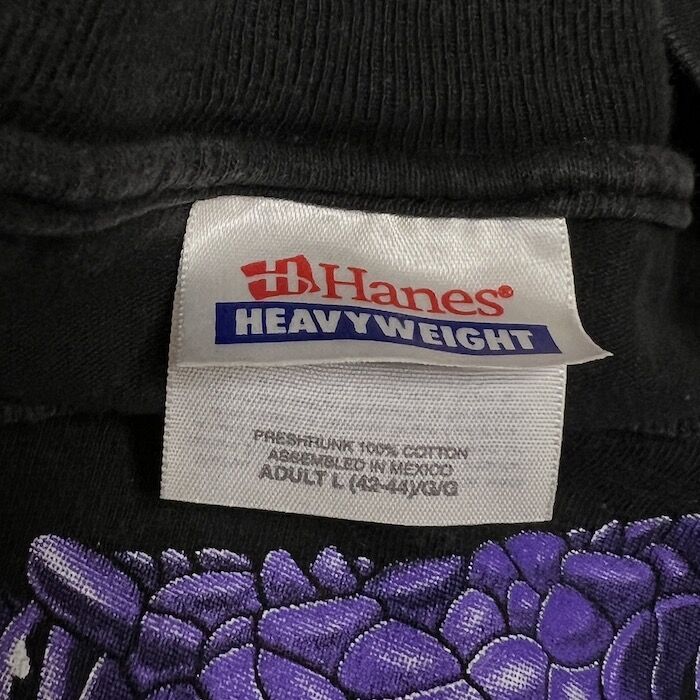 Hanes®
HEAVYWEIGHT
PRESHRUNK 100% COTTON
ASSEMBLED IN MEXICO
ADULT L (42-44)/G/G